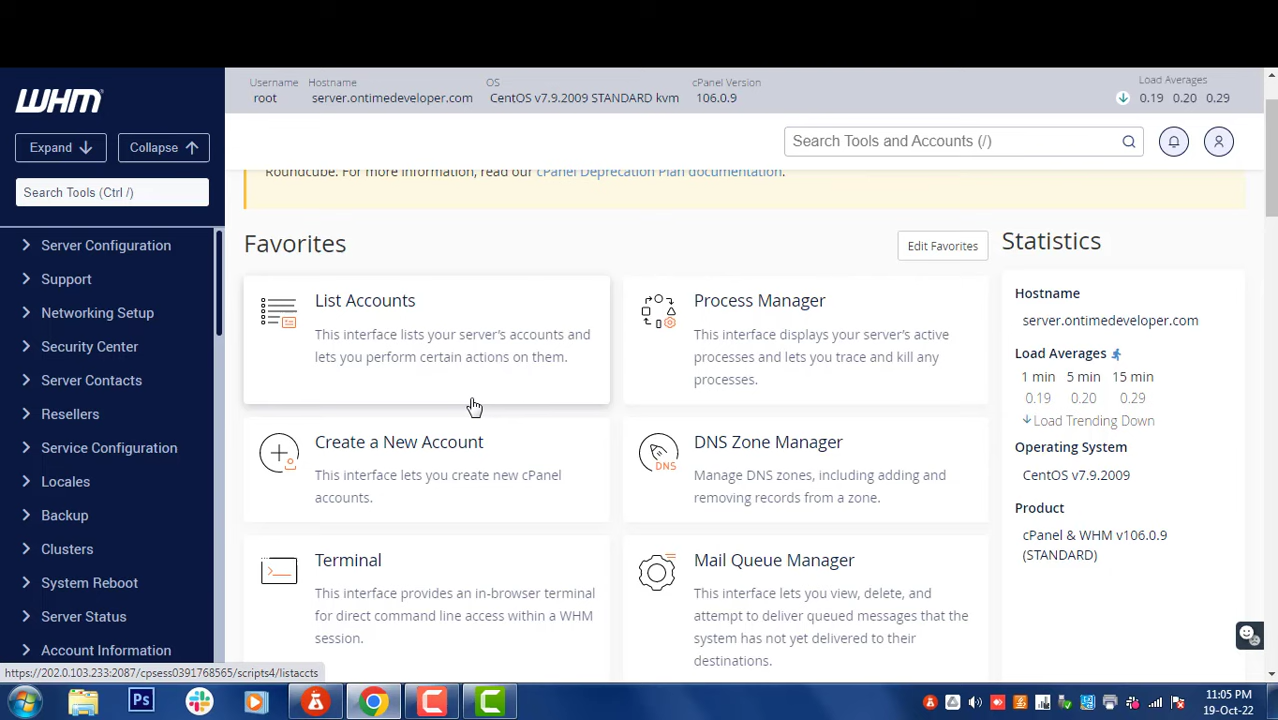 WHM
Expand
Collapse
Search Tools (Ctrl /)
Server Configuration
Support
Networking Setup
Security Center
Server Contacts
Resellers
Service Configuration
Locales
Backup
Clusters
System Reboot
Server Status
Account Information
Username
root
Hostname
server.ontimedeveloper.com
OS
CentOS v7.9.2009 STANDARD kvm
cPanel Version
106.0.9
Load Averages
0.19 0.20 0.29
Search Tools and Accounts (/)
Roundcube. For more information, read our cPanel Deprecation Plan documentation.
Favorites
Edit Favorites
List Accounts
This interface lists your server's accounts and
lets you perform certain actions on them.
Process Manager
This interface displays your server's active
processes and lets you trace and kill any
processes.
Create a New Account
This interface lets you create new cPanel
accounts.
DNS Zone Manager
DNS
Manage DNS zones, including adding and
removing records from a zone.
Terminal
This interface provides an in-browser terminal
for direct command line access within a WHM
session.
Mail Queue Manager
This interface lets you view, delete, and
attempt to deliver queued messages that the
system has not yet delivered to their
destinations.
Statistics
Hostname
server.ontimedeveloper.com
Load Averages
1 min 5 min 15 min
0.19 0.20 0.29
Load Trending Down
Operating System
CentOS v7.9.2009
Product
cPanel & WHM v106.0.9
(STANDARD)
https://202.0.103.233:2087/cpsess0391768565/scripts4/listaccts
Ps
11:05 PM
19-Oct-22